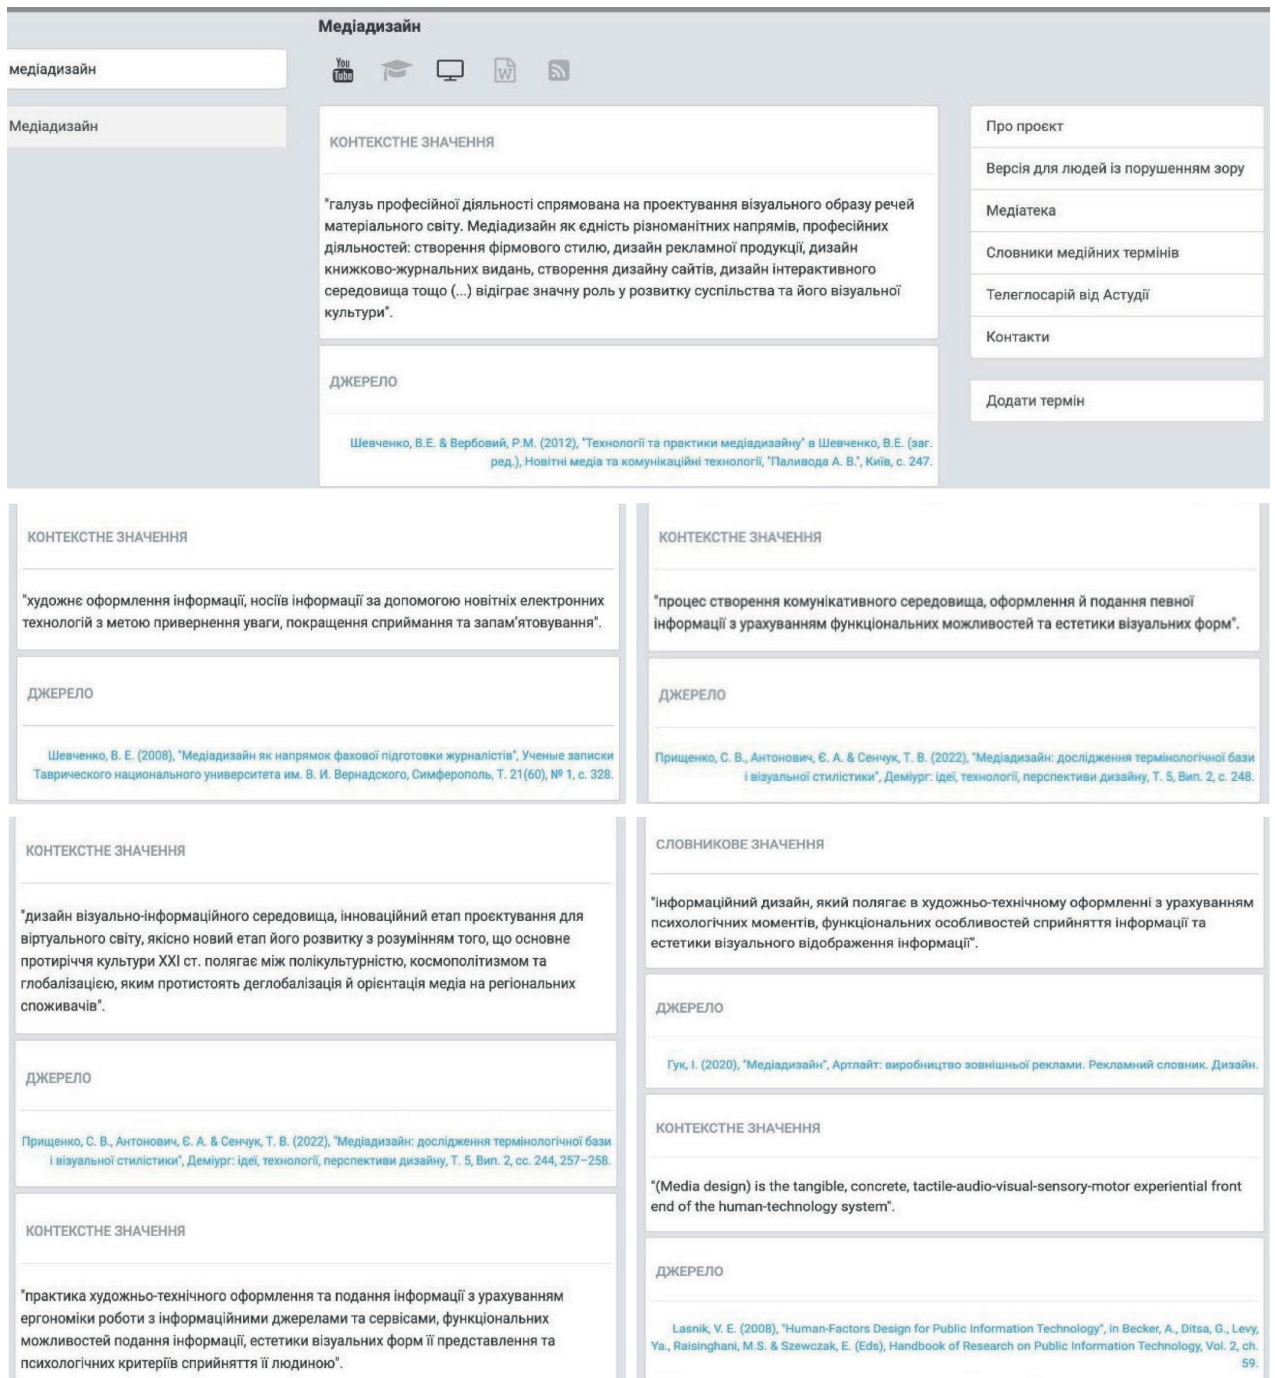 Медіадизайн
You
Tube
W
медіадизайн
Медіадизайн
КОНТЕКСТНЕ ЗНАЧЕННЯ
"галузь професійної діяльності спрямована на проектування візуального образу речей
матеріального світу. Медіадизайн як єдність різноманітних напрямів, професійних
діяльностей: створення фірмового стилю, дизайн рекламної продукції, дизайн
книжково-журнальних видань, створення дизайну сайтів, дизайн інтерактивного
середовища тощо (...) відіграє значну роль у розвитку суспільства та його візуальної
культури".
ДЖЕРЕЛО
Шевченко, В.Е. & Вербовий, Р.М. (2012), "Технології та практики медіадизайну" в Шевченко, В.Е. (заг.
ред.), Новітні медіа та комунікаційні технології, "Паливода А. В.", Київ, с. 247.
Про проєкт
Версія для людей із порушенням зору
Медіатека
Словники медійних термінів
Телеглосарій від Астудії
Контакти
Додати термін
КОНТЕКСТНЕ ЗНАЧЕННЯ
"художнє оформлення інформації, носіїв інформації за допомогою новітніх електронних
технологій з метою привернення уваги, покращення сприймання та запам'ятовування".
ДЖЕРЕЛО
Шевченко, В. Е. (2008), "Медіадизайн як напрямок фахової підготовки журналістів", Ученые записки
Таврического национального университета им. В. И. Вернадского, Симферополь, Т. 21(60), № 1, с. 328.
КОНТЕКСТНЕ ЗНАЧЕННЯ
"процес створення комунікативного середовища, оформлення й подання певної
інформації з урахуванням функціональних можливостей та естетики візуальних форм".
ДЖЕРЕЛО
Прищенко, С. В., Антонович, Є. А. & Сенчук, Т. В. (2022), "Медіадизайн: дослідження термінологічної бази
і візуальної стилістики", Деміург: ідеї, технології, перспективи дизайну, Т. 5, Вип. 2, с. 248.
КОНТЕКСТНЕ ЗНАЧЕННЯ
"дизайн візуально-інформаційного середовища, інноваційний етап проєктування для
віртуального світу, якісно новий етап його розвитку з розумінням того, що основне
протиріччя культури XXI ст. полягає між полікультурністю, космополітизмом та
глобалізацією, яким протистоять деглобалізація й орієнтація медіа на регіональних
споживачів".
ДЖЕРЕЛО
Прищенко, С. В., Антонович, Є. А. & Сенчук, Т. В. (2022), "Медіадизайн: дослідження термінологічної бази
і візуальної стилістики", Деміург: ідеї, технології, перспективи дизайну, Т. 5, Вип. 2, сс. 244, 257–258.
КОНТЕКСТНЕ ЗНАЧЕННЯ
"практика художньо-технічного оформлення та подання інформації з урахуванням
ергономіки роботи з інформаційними джерелами та сервісами, функціональних
можливостей подання інформації, естетики візуальних форм її представлення та
психологічних критеріїв сприйняття її людиною".
СЛОВНИКОВЕ ЗНАЧЕННЯ
"інформаційний дизайн, який полягає в художньо-технічному оформленні з урахуванням
психологічних моментів, функціональних особливостей сприйняття інформації та
естетики візуального відображення інформації".
ДЖЕРЕЛО
Гук, І. (2020), "Медіадизайн", Артлайт: виробництво зовнішньої реклами. Рекламний словник. Дизайн.
КОНТЕКСТНЕ ЗНАЧЕННЯ
"(Media design) is the tangible, concrete, tactile-audio-visual-sensory-motor experiential front
end of the human-technology system".
ДЖЕРЕЛО
Lasnik, V. E. (2008), "Human-Factors Design for Public Information Technology", in Becker, A., Ditsa, G., Levy,
Ya., Raisinghani, M.S. & Szewczak, E. (Eds), Handbook of Research on Public Information Technology, Vol. 2, ch.
59.